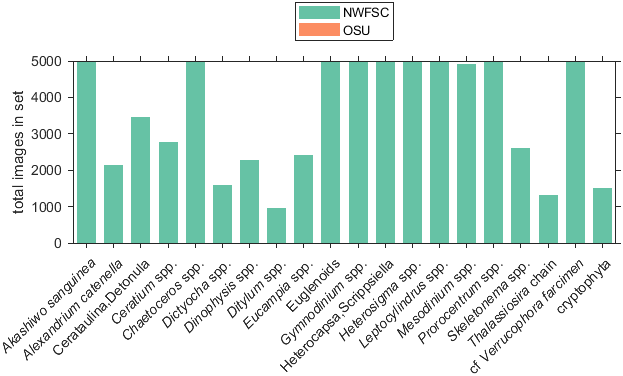 NWFSC
OSU
total images in set
5000
4000
3000
2000
1000
0
Akashiwo sanguinea
Alexandrium catenella
Cerataulina,Detonula
Ceratium spp.
Chaetoceros spp.
Dictyocha spp.
Dinophysis spp.
Ditylum spp.
Eucampia spp.
Euglenoids
Gymnodinium spp.
Heterocapsa,Scrippsiella
Heterosigma spp.
Leptocylindrus spp.
Mesodinium spp.
Prorocentrum spp.
Skeletonema spp.
Thalassiosira chain
cf Verrucophora farcimen
cryptophyta